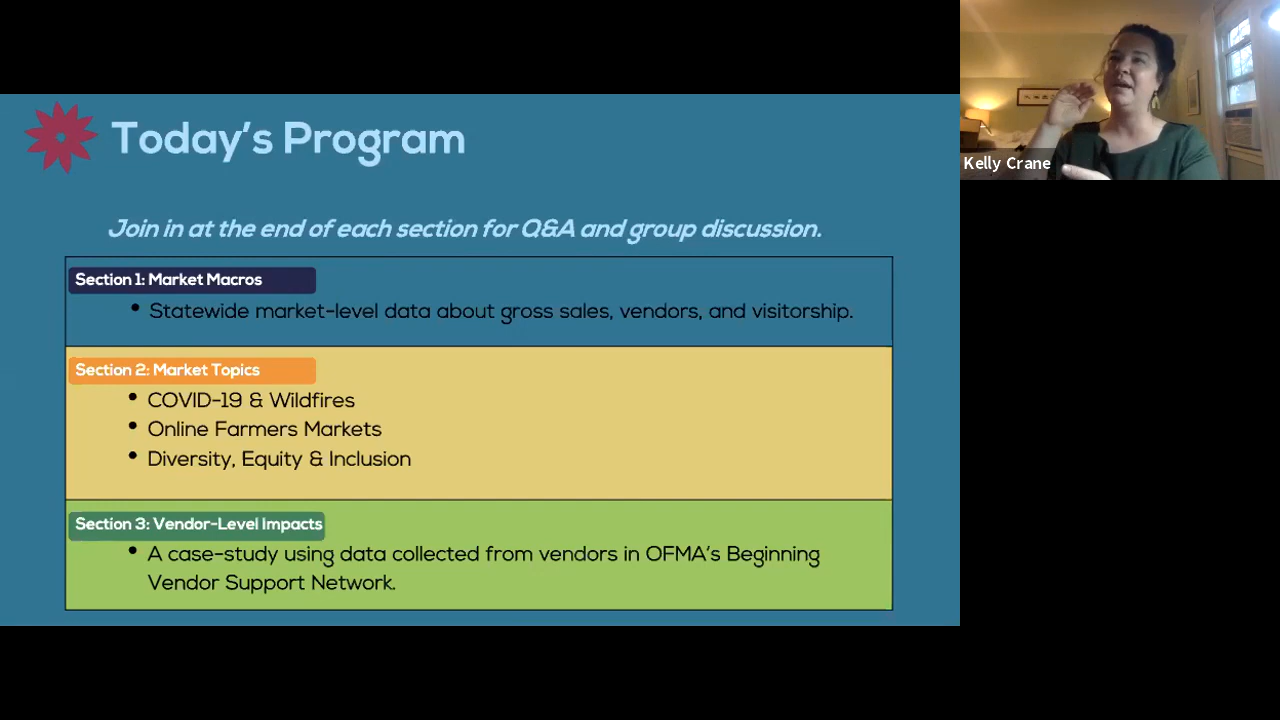 Today's Program
Join in at the end of each section for Q&A and group discussion.
Section 1: Market Macros
• Statewide market-level data about gross sales, vendors, and visitorship.
Section 2: Market Topics
• COVID-19 & Wildfires
• Online Farmers Markets
• Diversity, Equity & Inclusion
Section 3: Vendor-Level Impacts
• A case-study using data collected from vendors in OFMA's Beginning
Vendor Support Network.
Kelly Crane